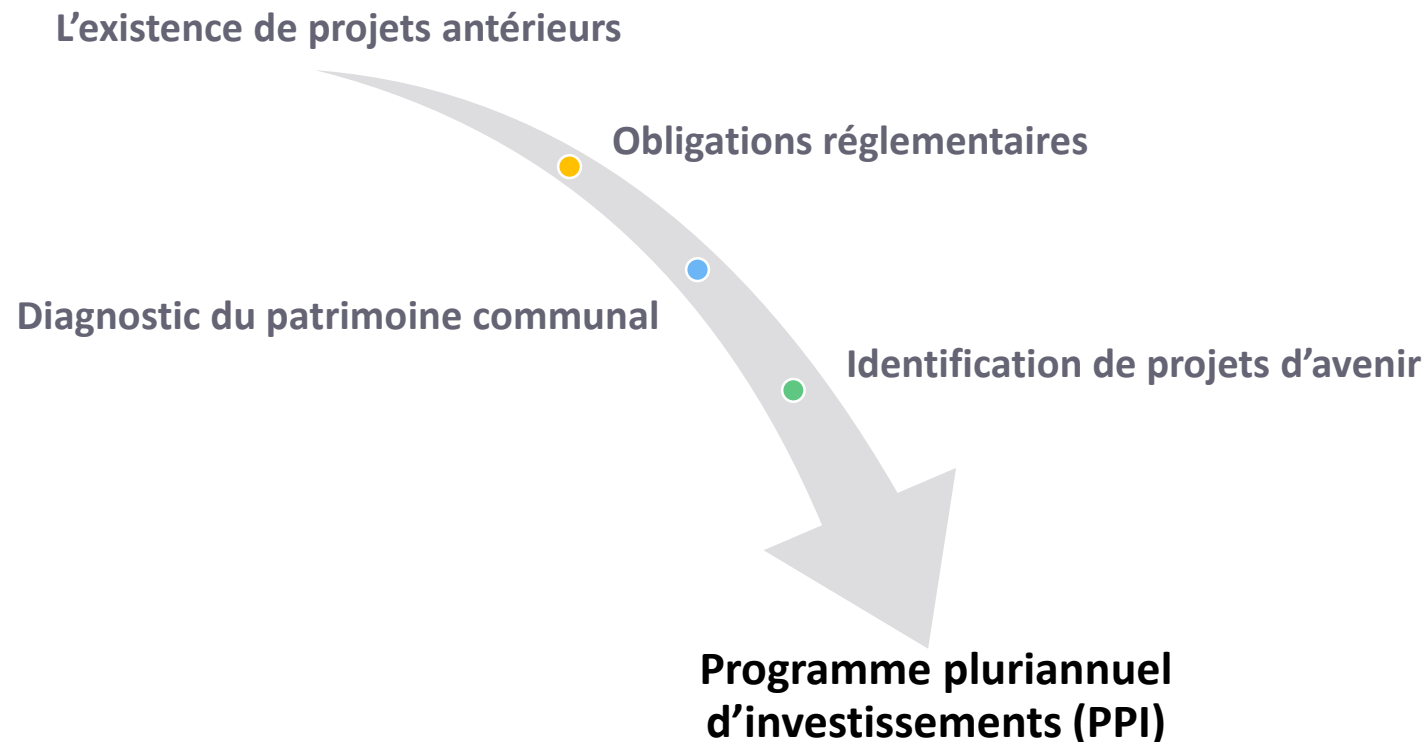 L’existence de projets antérieurs
Obligations réglementaires
Diagnostic du patrimoine communal
Identification de projets d’avenir
Programme pluriannuel
d’investissements (PPI)